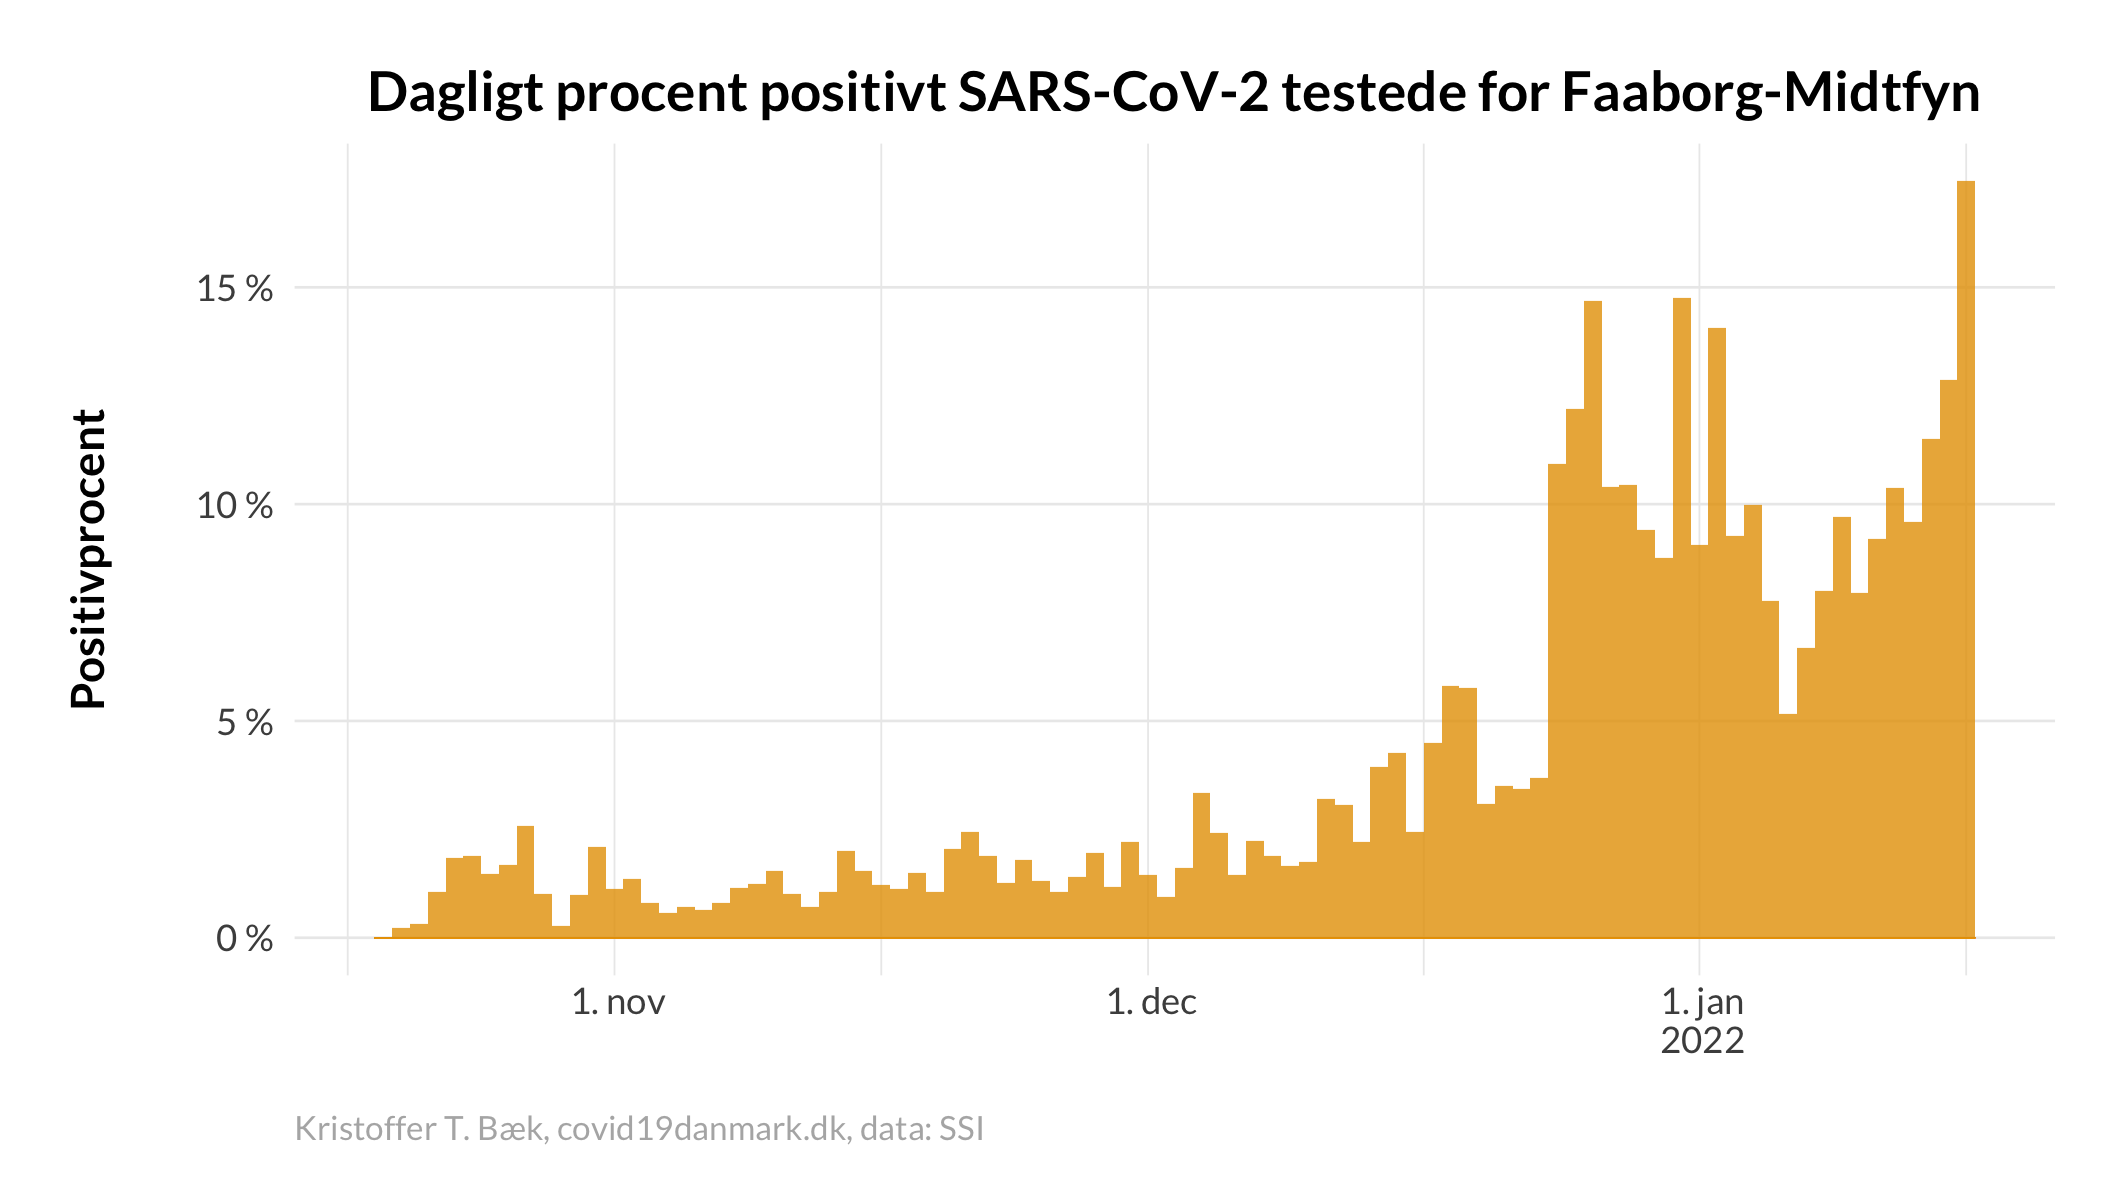 Dagligt procent positivt SARS-CoV-2 testede for Faaborg-Midtfyn
Positivprocent
15 %
10 %
5 %
0 %
1. nov
1. dec
1. jan
2022
Kristoffer T. Bæk, covid19danmark.dk, data: SSI